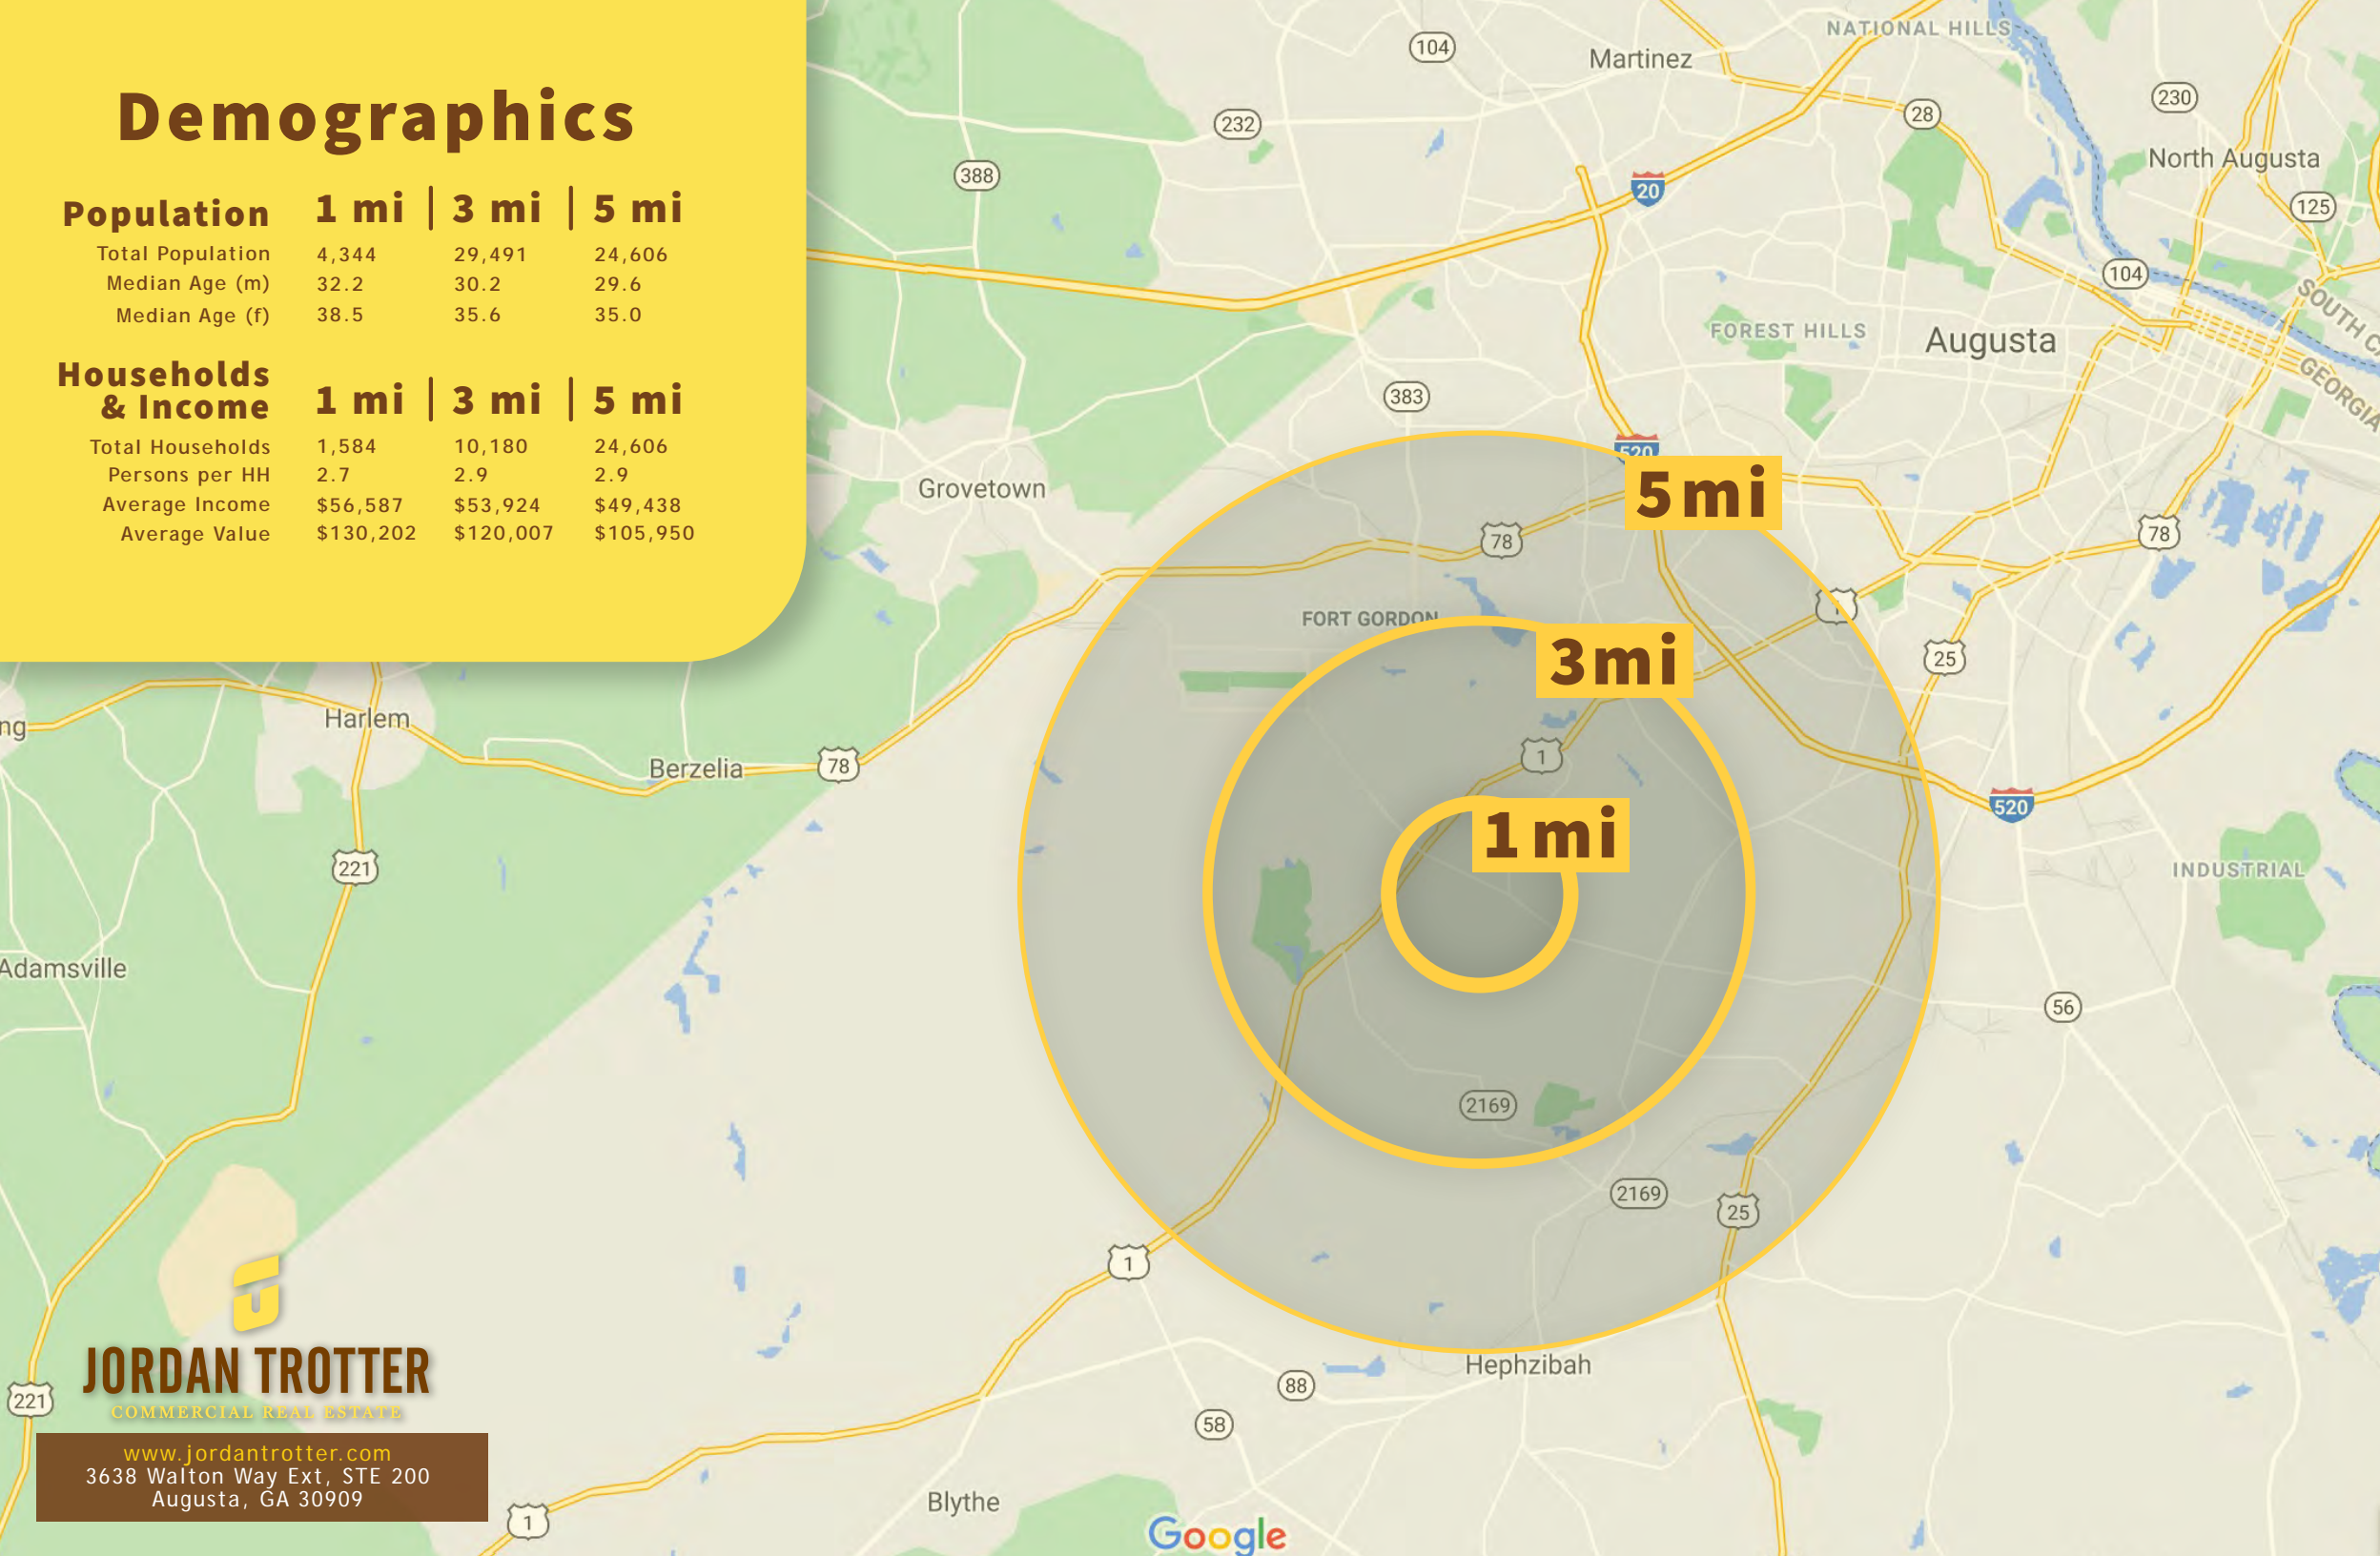 Demographics
Population 1 mi | 3 mi | 5 mi
Total Population 4,344 29,491 24,606
Median Age (m) 32.2 30.2 29.6
Median Age (f) 38.5 35.6 35.0
Households
& Income 1 mi | 3 mi | 5 mi
Total Households 1,584 10,180 24,606
Persons per HH 2.7 2.9 2.9
Average Income $56,587 $53,924 $49,438
Average Value $130,202 $120,007 $105,950
NATIONAL HILLS
104
Martinez
230
28
232
North Augusta
388
20
125
104
SOUTH C
FOREST HILLS
Augusta
GEORGIA
383
520
Grovetown
5mi
78
78
1
FORT GORDON
25
3mi
Harlem
ng
1
Berzelia
78
520
1mi
221
INDUSTRIAL
Adamsville
56
2169
2169
25
1
Hephzibah
88
221
58
JORDAN TROTTER
COMMERCIAL REAL ESTATE
www.jordantrotter.com
3638 Walton Way Ext, STE 200
Augusta, GA 30909
Blythe
1
Google